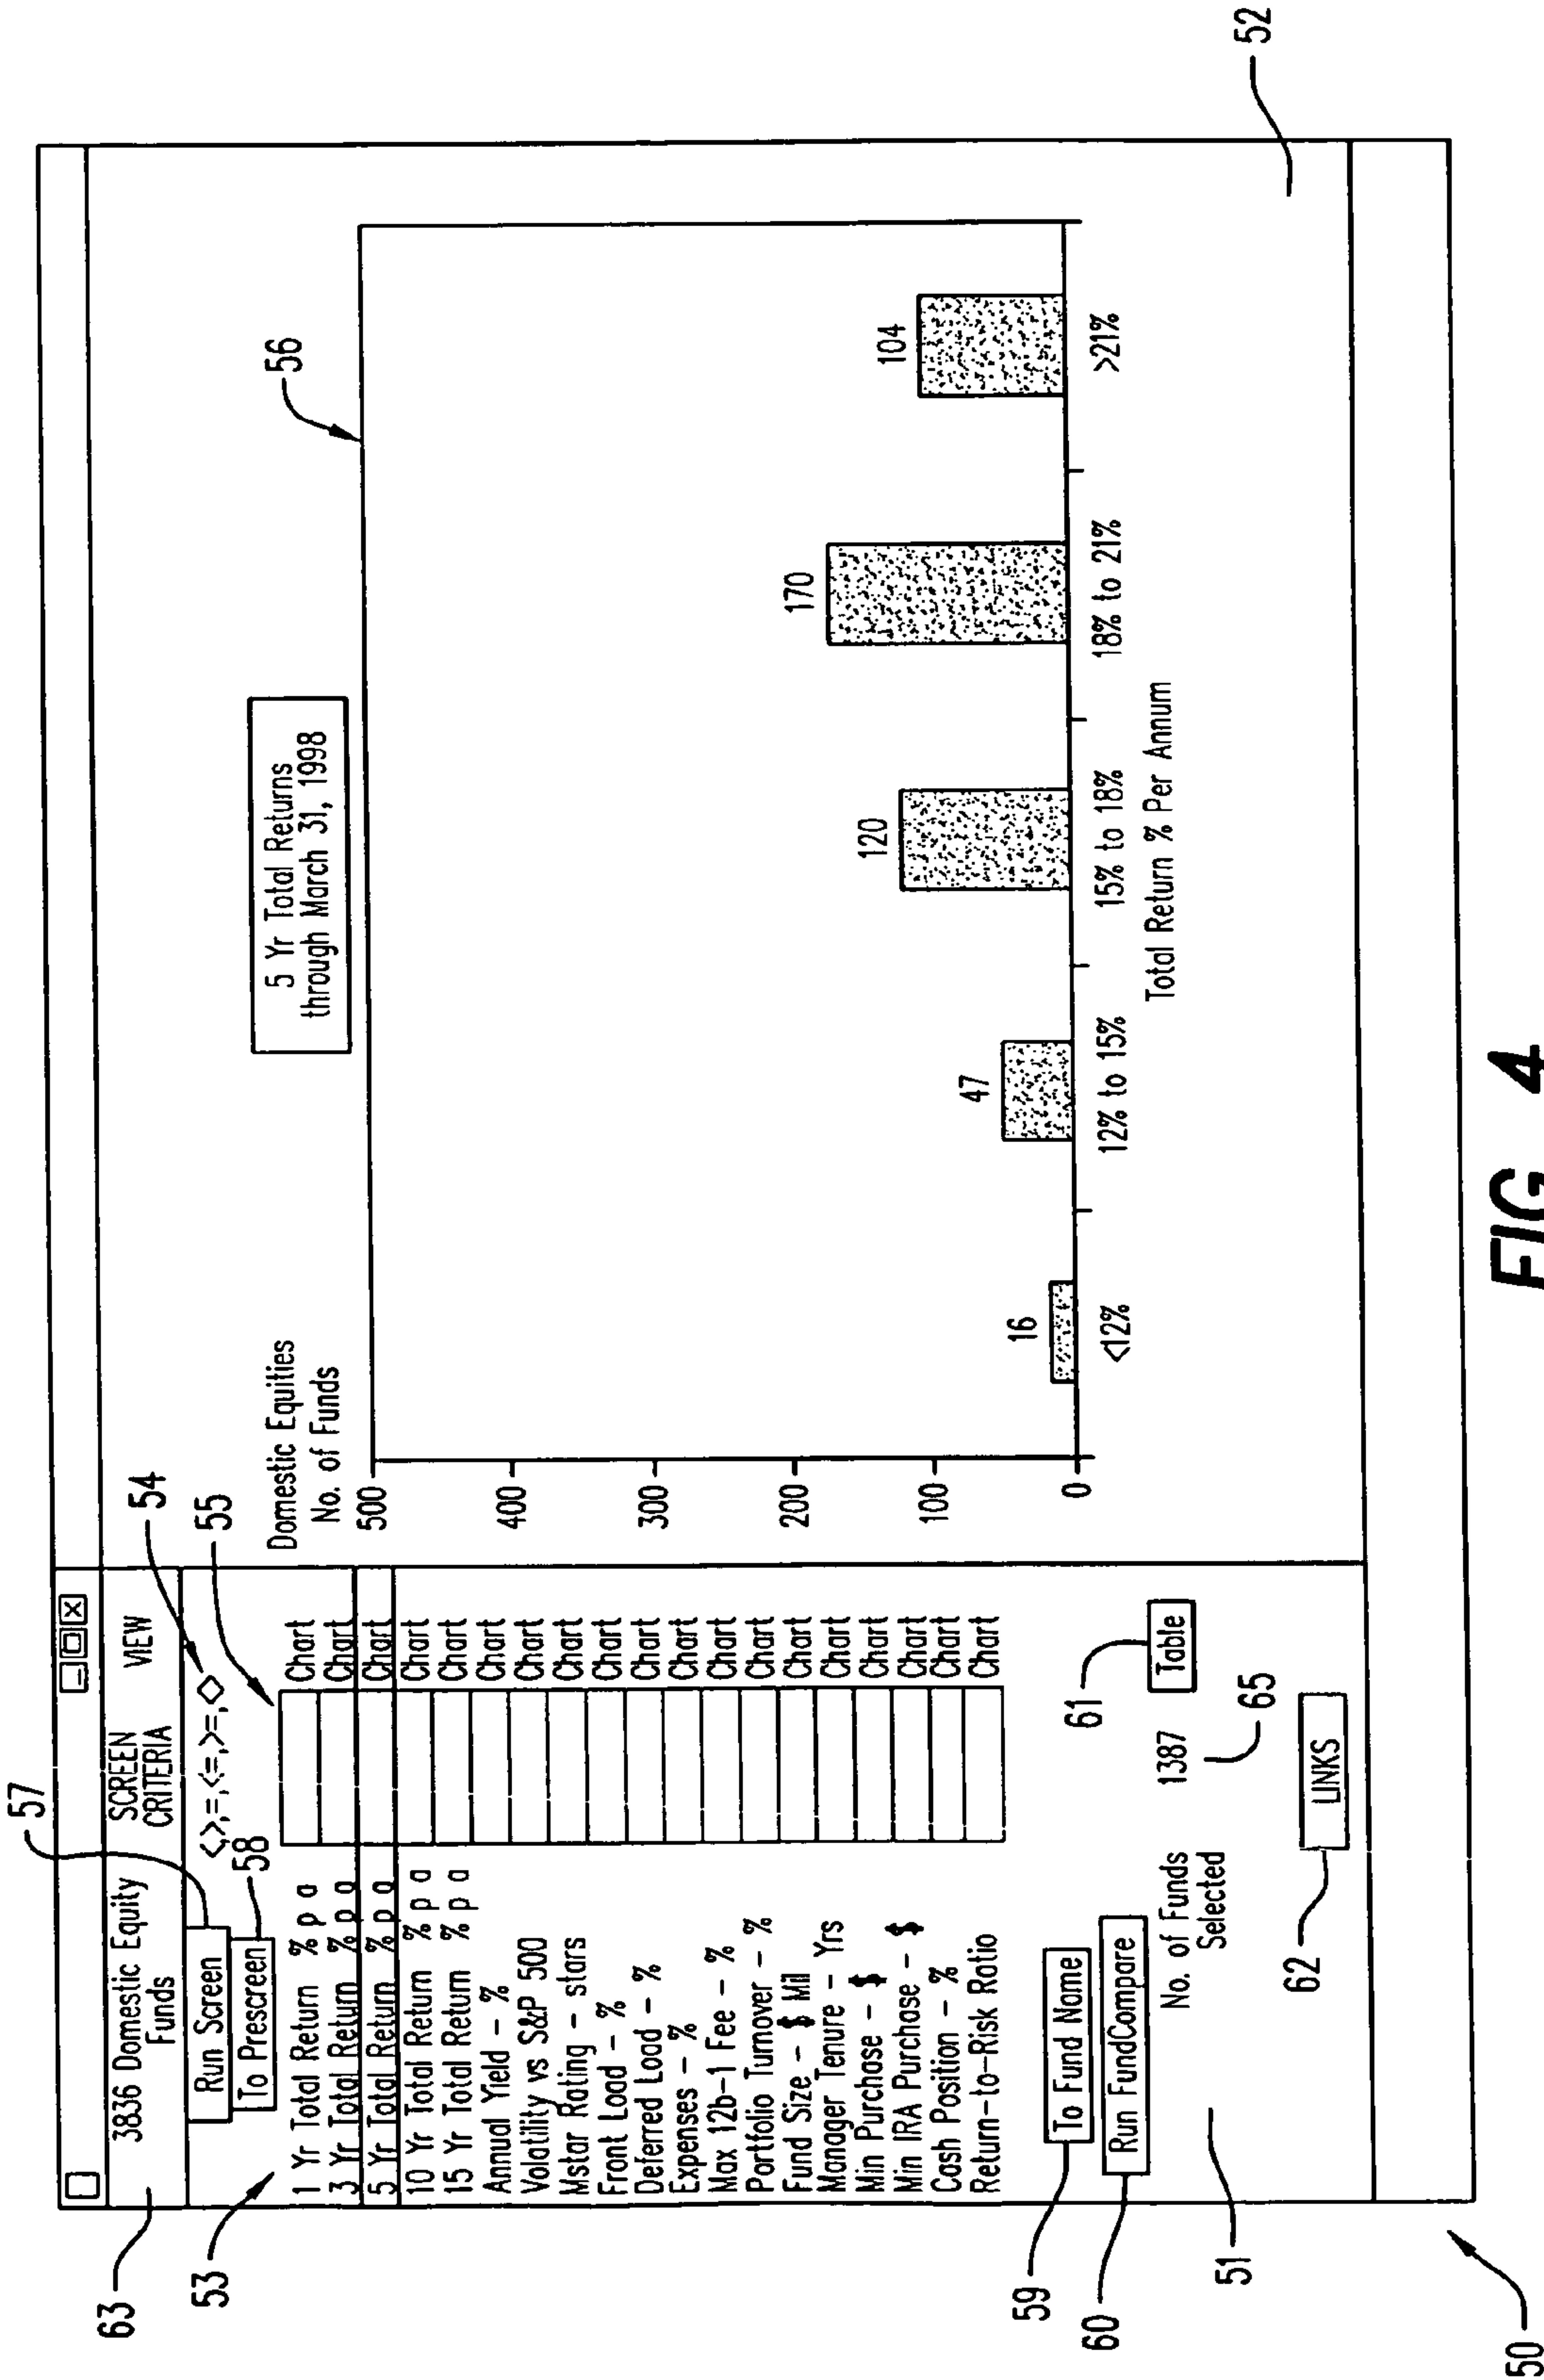 63
3836 Domestic Equity
Funds
SCREEN
CRITERIA
VIEW
57
Run Screen
To Prescreen
58
<,>,=,<=,>=,<>
54
53
55
1 Yr Total Return % p a Chart
3 Yr Total Return % p a Chart
5 Yr Total Return % p a Chart
10 Yr Total Return % p a Chart
15 Yr Total Return % p a Chart
Annual Yield - % Chart
Volatility vs S&P 500 Chart
Mstar Rating - stars Chart
Front Load - % Chart
Deferred Load - % Chart
Expenses - % Chart
Max 12b-1 Fee - % Chart
Portfolio Turnover - % Chart
Fund Size - $ Mil Chart
Manager Tenure - Yrs Chart
Min Purchase - $ Chart
Min IRA Purchase - $ Chart
Cash Position - % Chart
Return-to-Risk Ratio Chart
59
To Fund Name
60
Run FundCompare
61
Table
No. of Funds
Selected
1387
65
51
62
LINKS
5 Yr Total Returns
through March 31, 1998
56
Domestic Equities
No. of Funds
500
400
300
200
100
0
16
47
120
170
104
<12%
12% to 15%
15% to 18%
18% to 21%
>21%
Total Return % Per Annum
52
50
FIG. 4